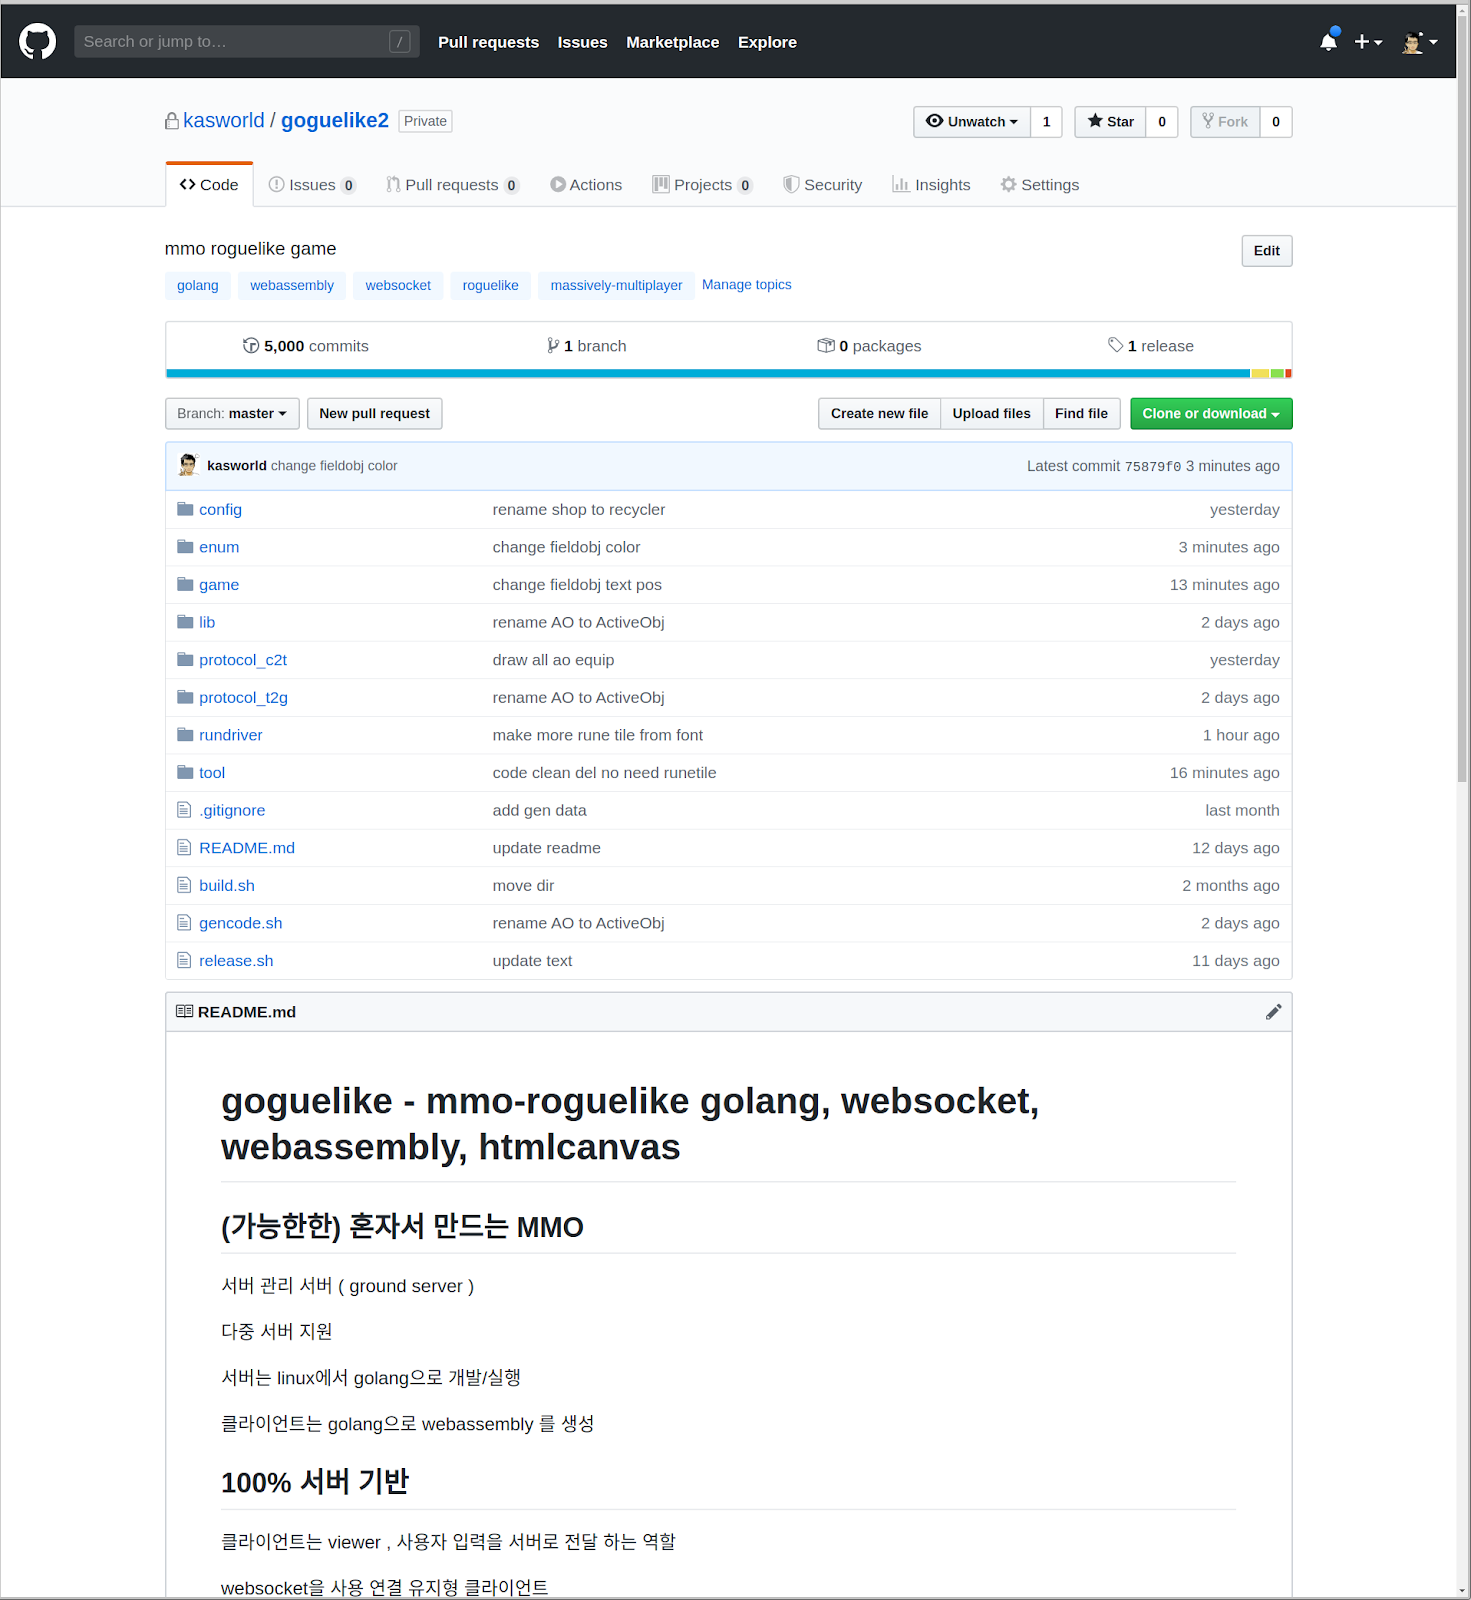 Search or jump to… /
Pull requests Issues Marketplace Explore
kasworld / goguelike2 Private
Unwatch 1 Star 0 Fork 0
Code Issues 0 Pull requests 0 Actions Projects 0 Security Insights Settings
mmo roguelike game
Edit
golang webassembly websocket roguelike massively-multiplayer Manage topics
5,000 commits 1 branch 0 packages 1 release
Branch: master New pull request Create new file Upload files Find file Clone or download
kasworld change fieldobj color Latest commit 75879f0 3 minutes ago
config rename shop to recycler yesterday
enum change fieldobj color 3 minutes ago
game change fieldobj text pos 13 minutes ago
lib rename AO to ActiveObj 2 days ago
protocol_c2t draw all ao equip yesterday
protocol_t2g rename AO to ActiveObj 2 days ago
rundriver make more rune tile from font 1 hour ago
tool code clean del no need runetile 16 minutes ago
.gitignore add gen data last month
README.md update readme 12 days ago
build.sh move dir 2 months ago
gencode.sh rename AO to ActiveObj 2 days ago
release.sh update text 11 days ago
README.md
goguelike - mmo-roguelike golang, websocket,
webassembly, htmlcanvas
(가능한한) 혼자서 만드는 MMO
서버 관리 서버 ( ground server )
다중 서버 지원
서버는 linux에서 golang으로 개발/실행
클라이언트는 golang으로 webassembly 를 생성
100% 서버 기반
클라이언트는 viewer , 사용자 입력을 서버로 전달 하는 역할
websocket을 사용 연결 유지형 클라이언트